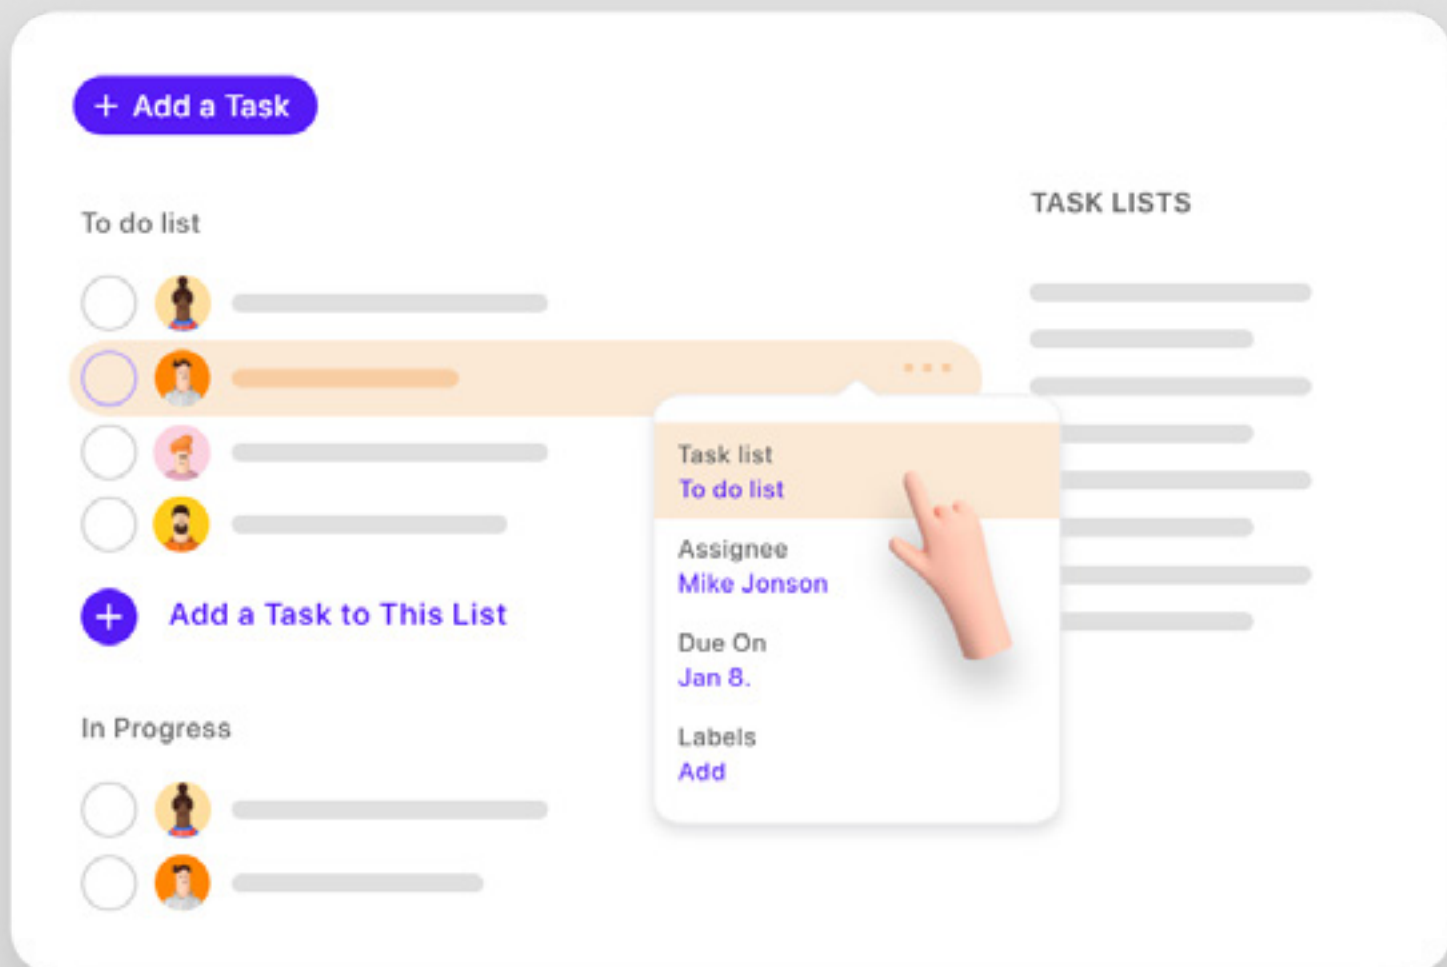 + Add a Task
To do list
Add a Task to This List
In Progress
TASK LISTS
Task list
To do list
Assignee
Mike Jonson
Due On
Jan 8.
Labels
Add